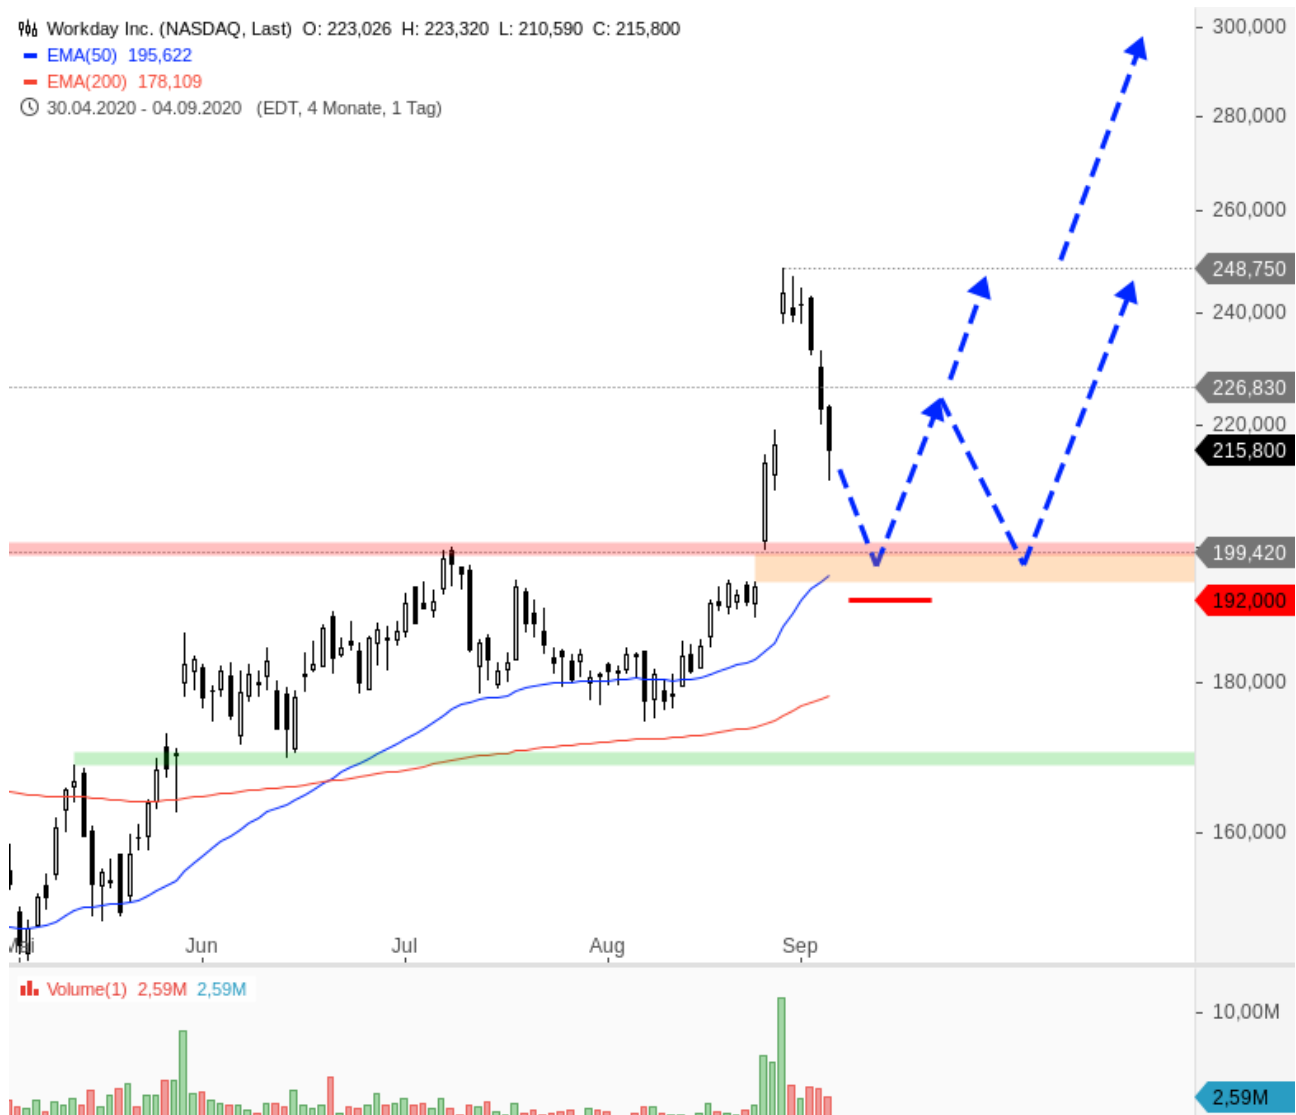 Workday Inc. (NASDAQ, Last) O: 223,026 H: 223,320 L: 210,590 C: 215,800
EMA(50) 195,622
EMA(200) 178,109
30.04.2020 - 04.09.2020 (EDT, 4 Monate, 1 Tag)
300,000
280,000
260,000
248,750
240,000
226,830
220,000
215,800
199,420
192,000
180,000
160,000
Mai Jun Jul Aug Sep
Volume(1) 2,59M 2,59M
10,00M
2,59M